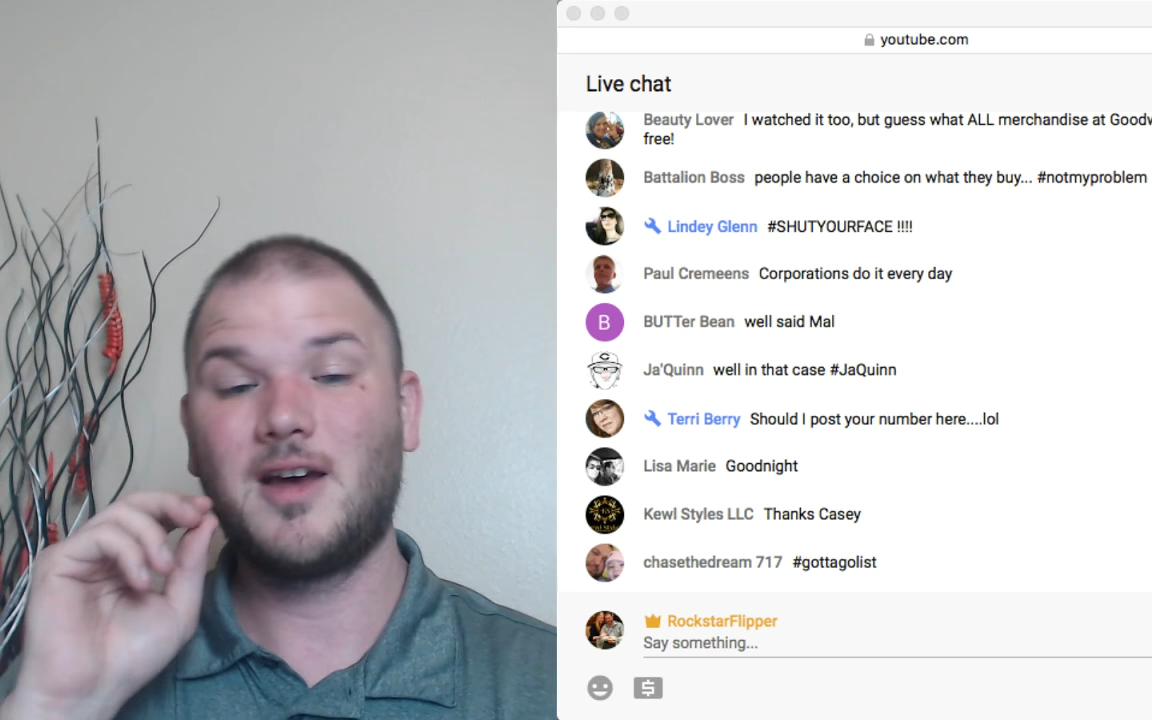 youtube.com
Live chat
Beauty Lover I watched it too, but guess what ALL merchandise at
free!
Battalion Boss people have a choice on what they buy... #notmyproblem
Lindey Glenn #SHUTYOURFACE !!!!
Paul Cremeens Corporations do it every day
B BUTTer Bean well said Mal
Ja'Quinn well in that case #JaQuinn
Terri Berry Should I post your number here....lol
Lisa Marie Goodnight
Kewl Styles LLC Thanks Casey
chasethedream 717 #gottagolist
RockstarFlipper
Say something...